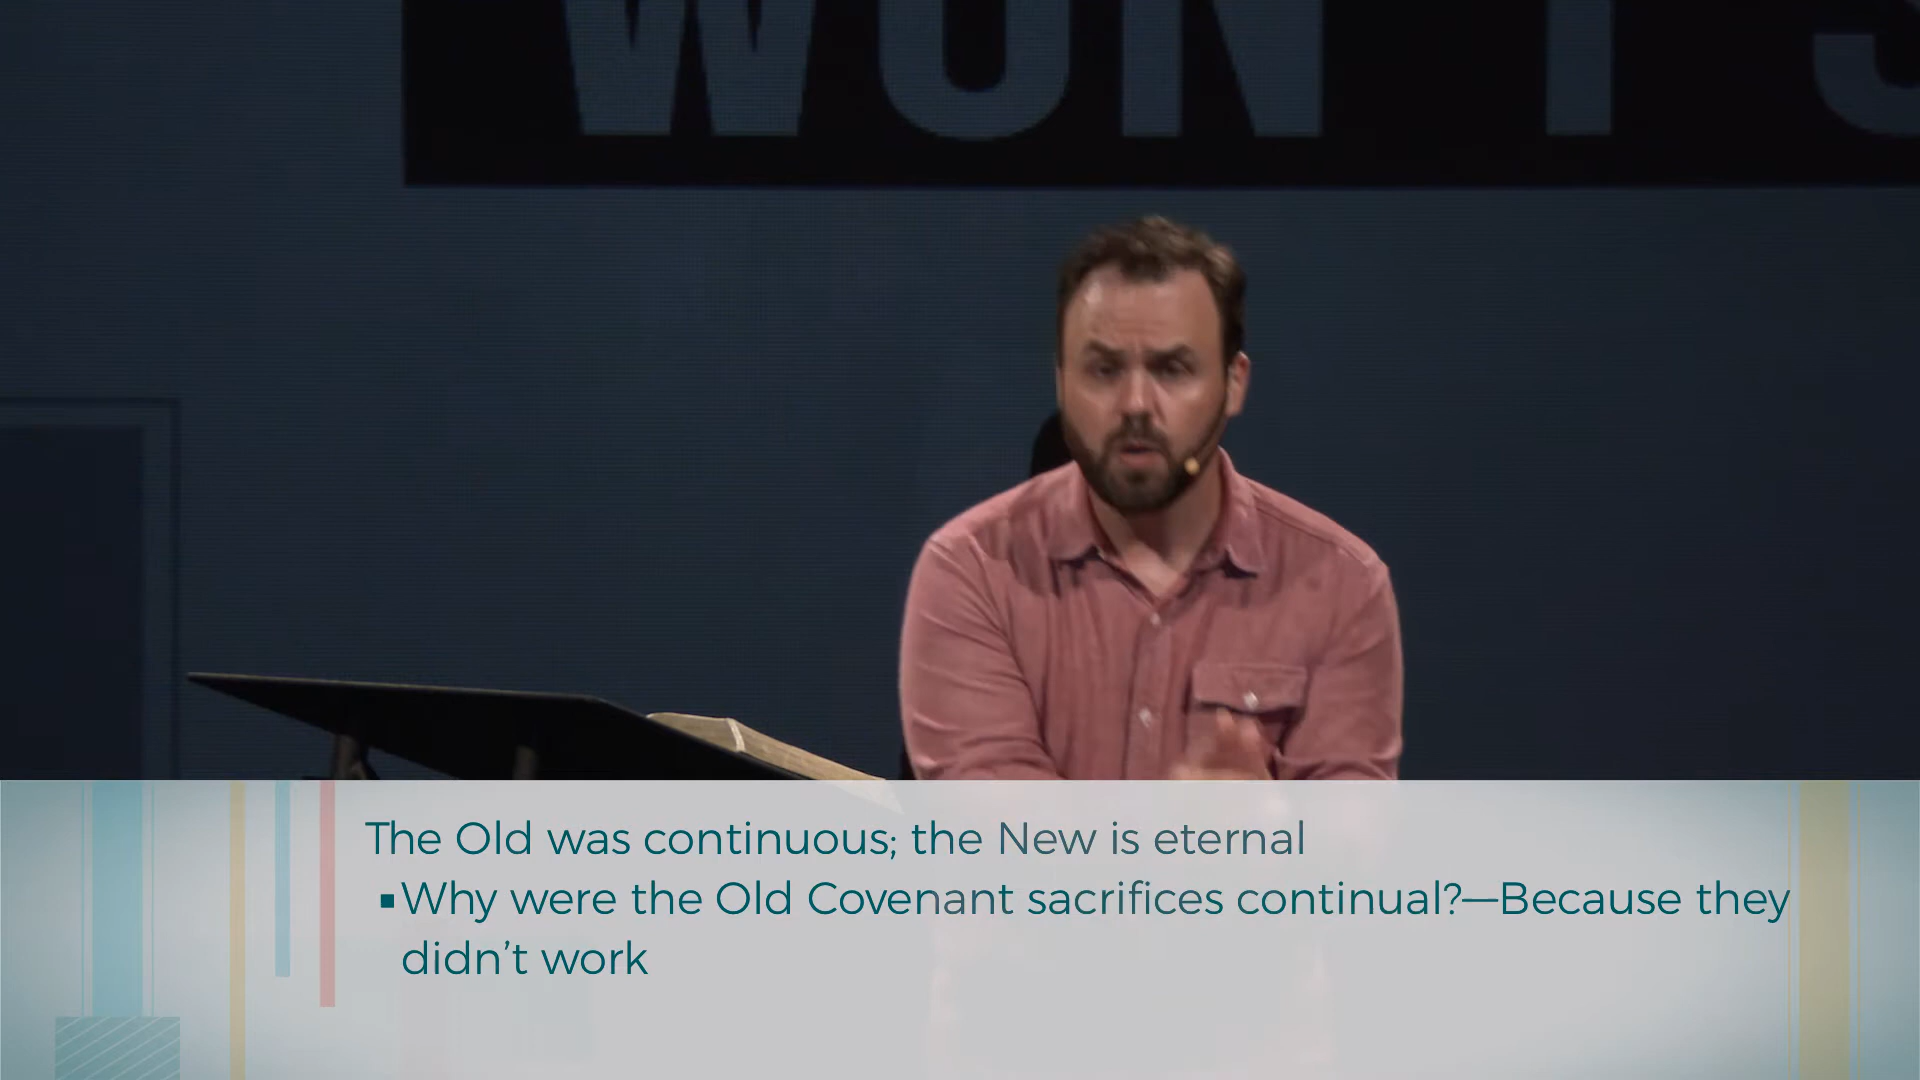 WON'T S
The Old was continuous; the New is eternal
▪Why were the Old Covenant sacrifices continual?—Because they
didn’t work